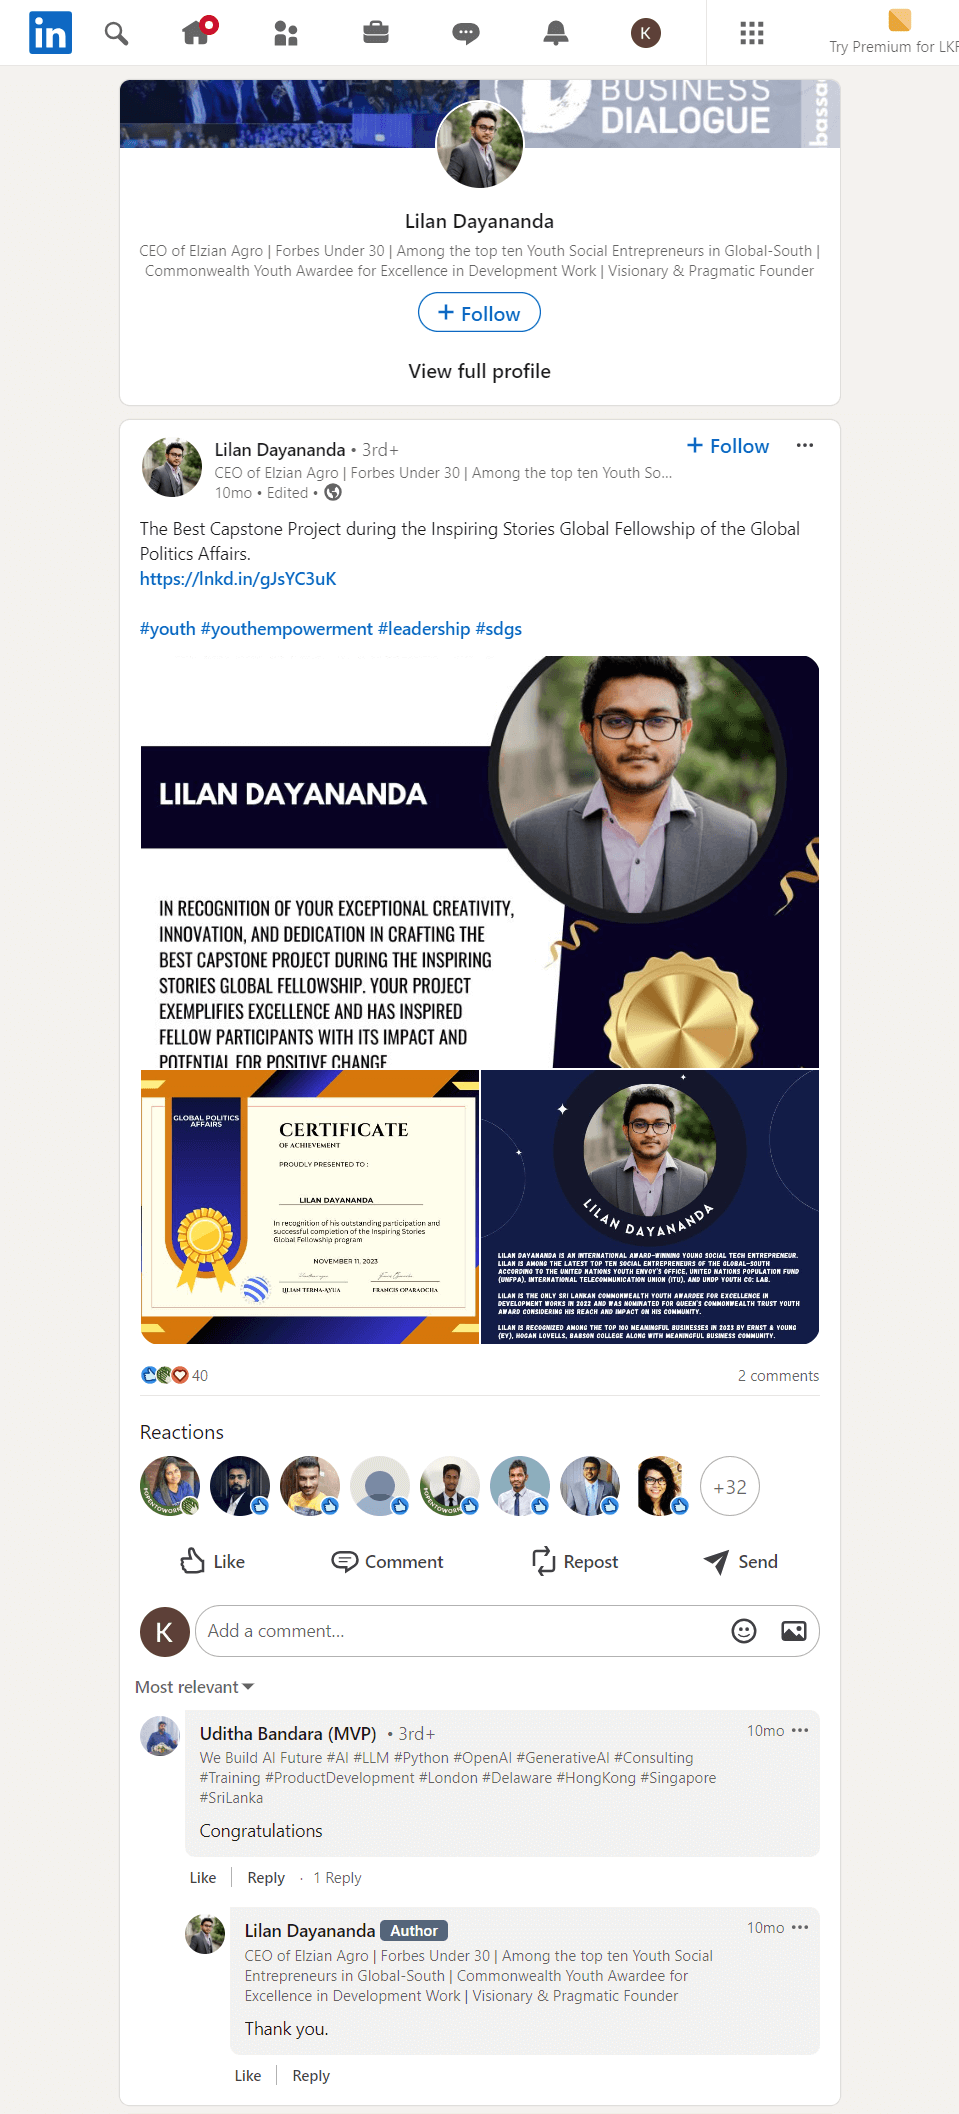 in
K
Try Premium for LKR
BUSINESS
DIALOGUE
bassa
Lilan Dayananda
CEO of Elzian Agro | Forbes Under 30 | Among the top ten Youth Social Entrepreneurs in Global-South |
Commonwealth Youth Awardee for Excellence in Development Work | Visionary & Pragmatic Founder
+ Follow
View full profile
Lilan Dayananda • 3rd+
+ Follow
CEO of Elzian Agro | Forbes Under 30 | Among the top ten Youth So...
10mo • Edited •
The Best Capstone Project during the Inspiring Stories Global Fellowship of the Global
Politics Affairs.
https://lnkd.in/gJsYC3uK
#youth #youthempowerment #leadership #sdgs
LILAN DAYANANDA
IN RECOGNITION OF YOUR EXCEPTIONAL CREATIVITY,
INNOVATION, AND DEDICATION IN CRAFTING THE
BEST CAPSTONE PROJECT DURING THE INSPIRING
STORIES GLOBAL FELLOWSHIP. YOUR PROJECT
EXEMPLIFIES EXCELLENCE AND HAS INSPIRED
FELLOW PARTICIPANTS WITH ITS IMPACT AND
POTENTIAL FOR POSITIVE CHANGE
GLOBAL POLITICS
AFFAIRS
CERTIFICATE
OF ACHIEVEMENT
PROUDLY PRESENTED TO :
LILAN DAYANANDA
In recognition of his outstanding participation and
successful completion of the Inspiring Stories
Global Fellowship program
NOVEMBER 11, 2023
LILIAN TERNA-AYUA
FRANCIS OPARAOCHA
LILAN DAYANANDA
LILAN DAYANANDA IS AN INTERNATIONAL AWARD-WINNING YOUNG SOCIAL TECH ENTREPRENEUR.
LILAN IS AMONG THE LATEST TOP TEN SOCIAL ENTREPRENEURS OF THE GLOBAL-SOUTH
ACCORDING TO THE UNITED NATIONS YOUTH ENVOY'S OFFICE, UNITED NATIONS POPULATION FUND
(UNFPA), INTERNATIONAL TELECOMMUNICATION UNION (ITU), AND UNDP YOUTH CO: LAB.
LILAN IS THE ONLY SRI LANKAN COMMONWEALTH YOUTH AWARDEE FOR EXCELLENCE IN
DEVELOPMENT WORKS IN 2022 AND WAS NOMINATED FOR QUEEN'S COMMONWEALTH TRUST YOUTH
AWARD CONSIDERING HIS REACH AND IMPACT ON HIS COMMUNITY.
LILAN IS RECOGNIZED AMONG THE TOP 100 MEANINGFUL BUSINESSES IN 2023 BY ERNST & YOUNG
(EY), HOGAN LOVELLS, BABSON COLLEGE ALONG WITH MEANINGFUL BUSINESS COMMUNITY.
40
2 comments
Reactions
+32
Like
Comment
Repost
Send
K
Add a comment...
Most relevant
Uditha Bandara (MVP) • 3rd+
10mo
We Build AI Future #AI #LLM #Python #OpenAI #GenerativeAI #Consulting
#Training #ProductDevelopment #London #Delaware #HongKong #Singapore
#SriLanka
Congratulations
Like
Reply · 1 Reply
Lilan Dayananda Author
10mo
CEO of Elzian Agro | Forbes Under 30 | Among the top ten Youth Social
Entrepreneurs in Global-South | Commonwealth Youth Awardee for
Excellence in Development Work | Visionary & Pragmatic Founder
Thank you.
Like
Reply